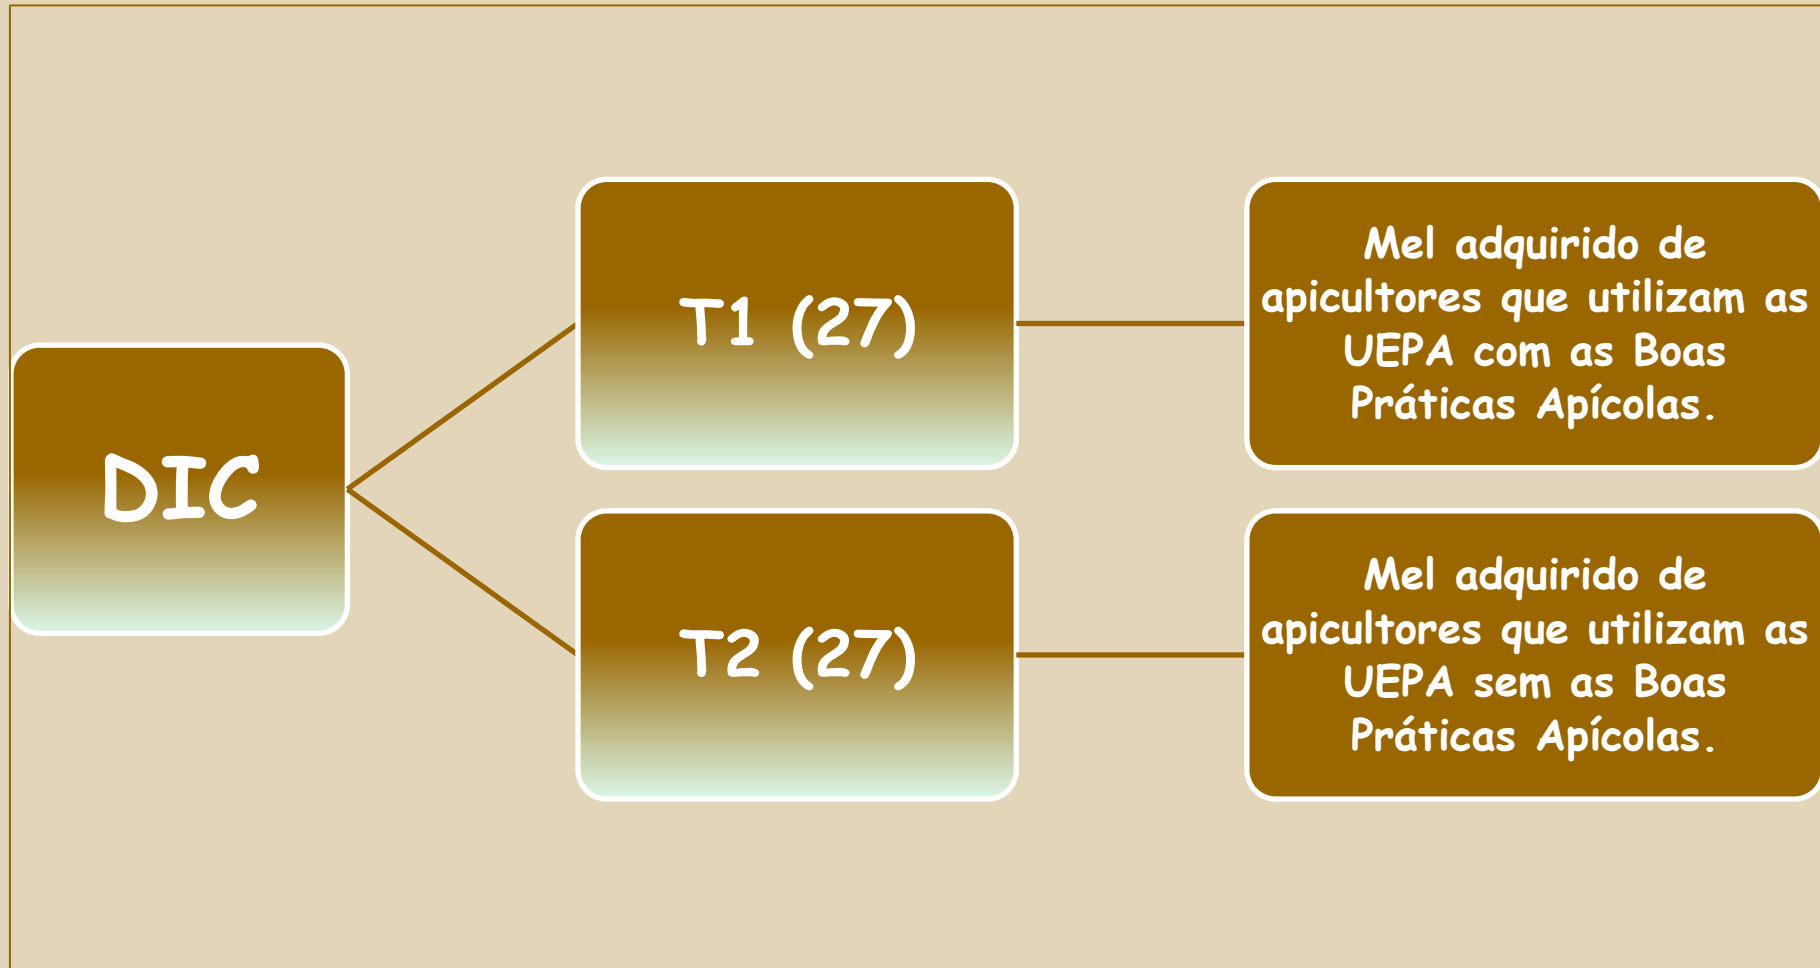 DIC
T1 (27)
Mel adquirido de
apicultores que utilizam as
UEPA com as Boas
Práticas Apícolas.
T2 (27)
Mel adquirido de
apicultores que utilizam as
UEPA sem as Boas
Práticas Apícolas.